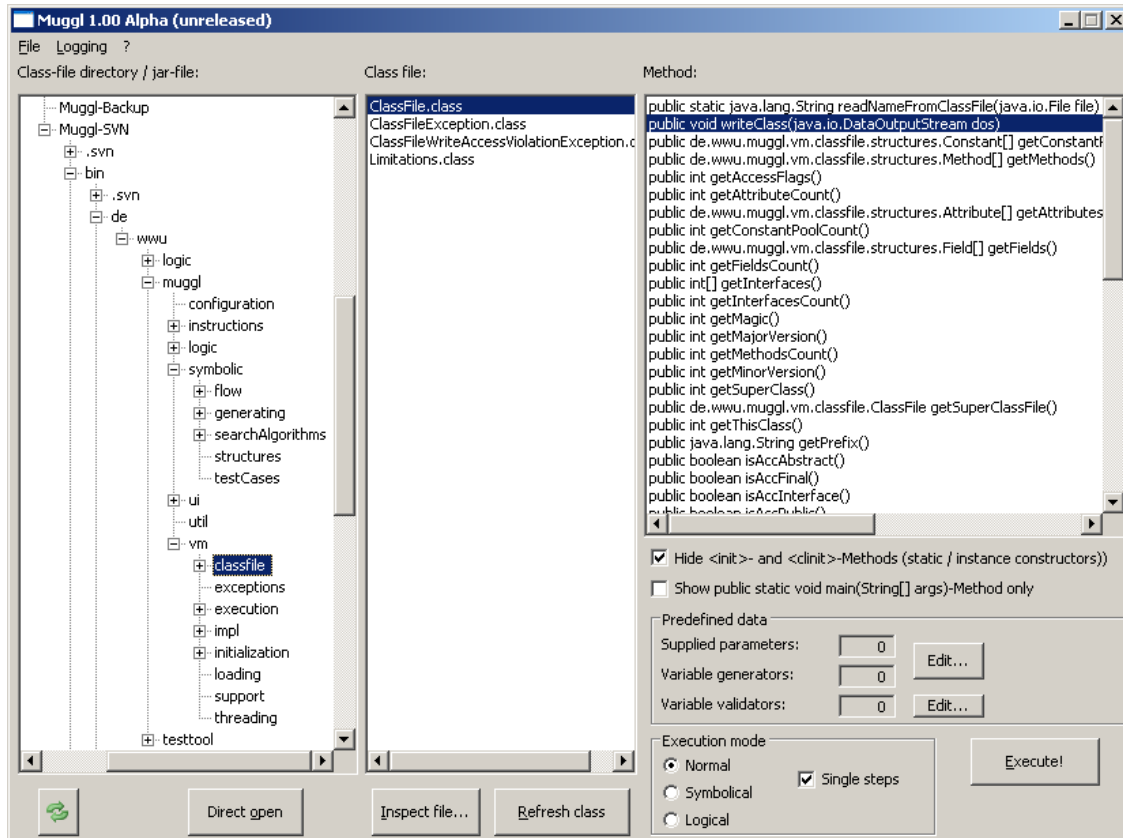 Muggl 1.00 Alpha (unreleased)
File Logging ?
Class-file directory / jar-file:
Muggl-Backup
Muggl-SVN
.svn
bin
.svn
de
wwu
logic
muggl
configuration
instructions
logic
symbolic
flow
generating
searchAlgorithms
structures
testCases
ui
util
vm
classfile
exceptions
execution
impl
initialization
loading
support
threading
testtool
Direct open
Class file:
ClassFile.class
ClassFileException.class
ClassFileWriteAccessViolationException.c
Limitations.class
Inspect file...
Refresh class
Method:
public static java.lang.String readNameFromClassFile(java.io.File file)
public void writeClass(java.io.DataOutputStream dos)
public de.wwu.muggl.vm.classfile.structures.Constant[] getConstantP
public de.wwu.muggl.vm.classfile.structures.Method[] getMethods()
public int getAccessFlags()
public int getAttributeCount()
public de.wwu.muggl.vm.classfile.structures.Attribute[] getAttributes
public int getConstantPoolCount()
public de.wwu.muggl.vm.classfile.structures.Field[] getFields()
public int getFieldsCount()
public int[] getInterfaces()
public int getInterfacesCount()
public int getMagic()
public int getMajorVersion()
public int getMethodsCount()
public int getMinorVersion()
public int getSuperClass()
public de.wwu.muggl.vm.classfile.ClassFile getSuperClassFile()
public int getThisClass()
public java.lang.String getPrefix()
public boolean isAccAbstract()
public boolean isAccFinal()
public boolean isAccInterface()
public boolean isAccPublic()
Hide <init>- and <clinit>-Methods (static / instance constructors))
Show public static void main(String[] args)-Method only
Predefined data
Supplied parameters: 0
Edit...
Variable generators: 0
Variable validators: 0 Edit...
Execution mode
Normal
Single steps
Symbolical
Logical
Execute!